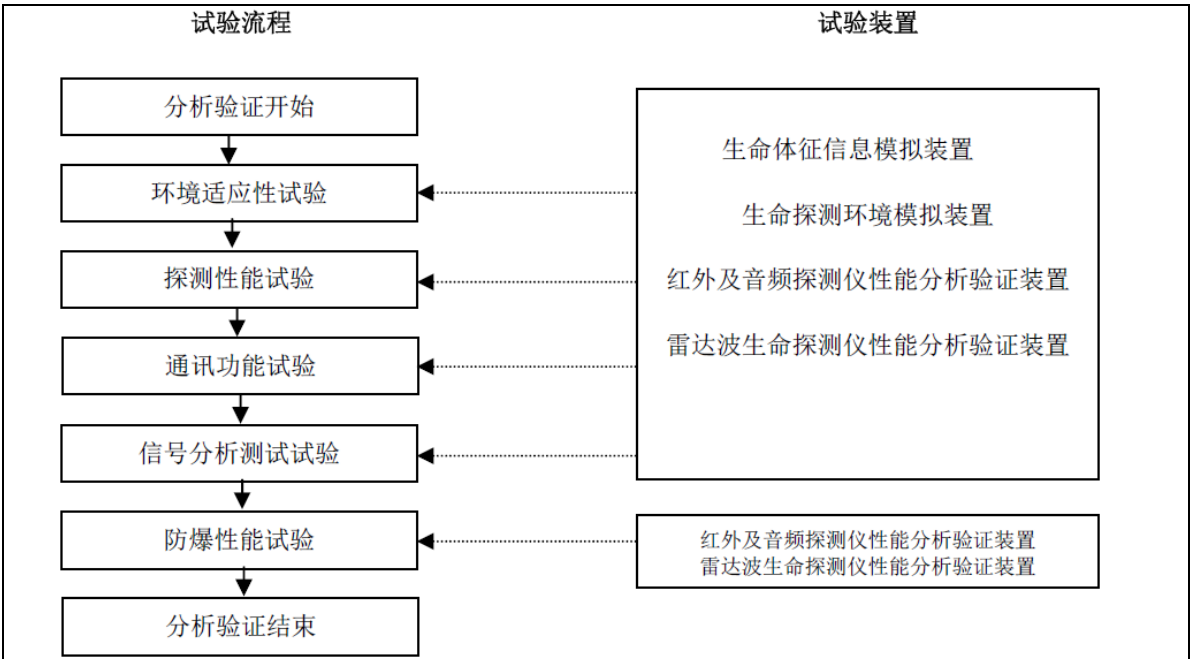 试验流程
试验装置
分析验证开始
环境适应性试验
探测性能试验
通讯功能试验
信号分析测试试验
防爆性能试验
分析验证结束
生命体征信息模拟装置
生命探测环境模拟装置
红外及音频探测仪性能分析验证装置
雷达波生命探测仪性能分析验证装置
红外及音频探测仪性能分析验证装置
雷达波生命探测仪性能分析验证装置